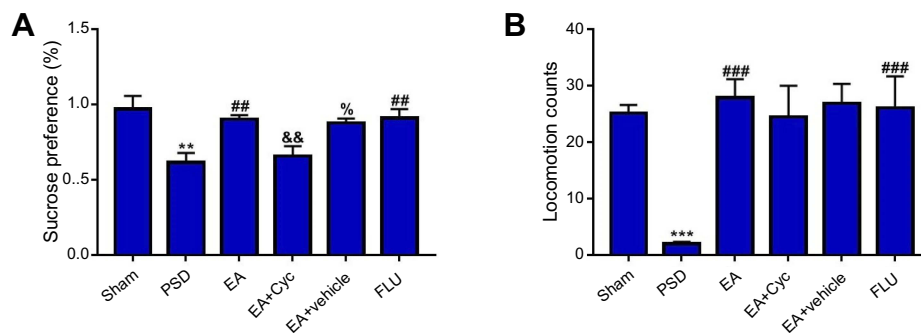 A
Sucrose preference (%)
1.5
1.0
0.5
0.0
**
##
&&
%
##
Sham
PSD
EA
EA+Cyc
EA+vehicle
FLU
B
Locomotion counts
40
30
20
10
0
***
###
###
Sham
PSD
EA
EA+Cyc
EA+vehicle
FLU